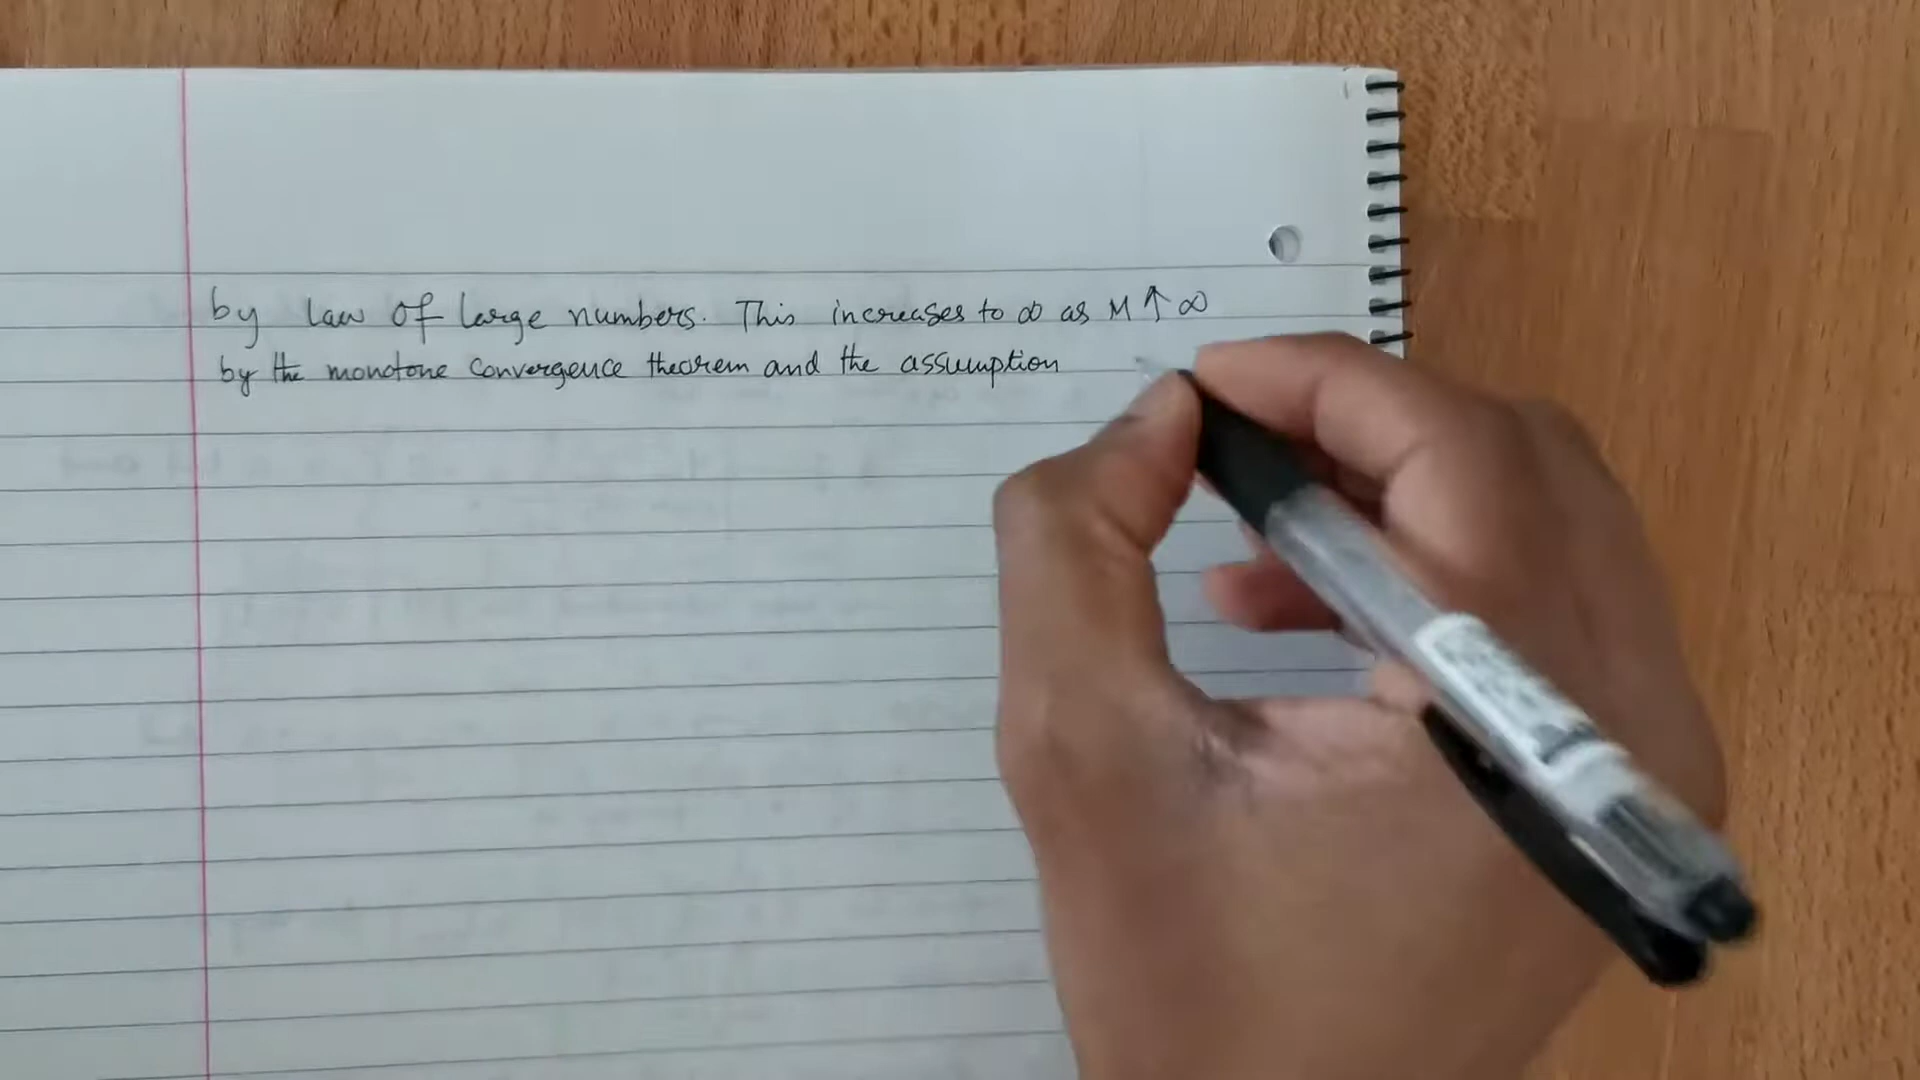 by law of large numbers. This increases to ∞ as M ↑ ∞
by the monotone convergence theorem and the assumption